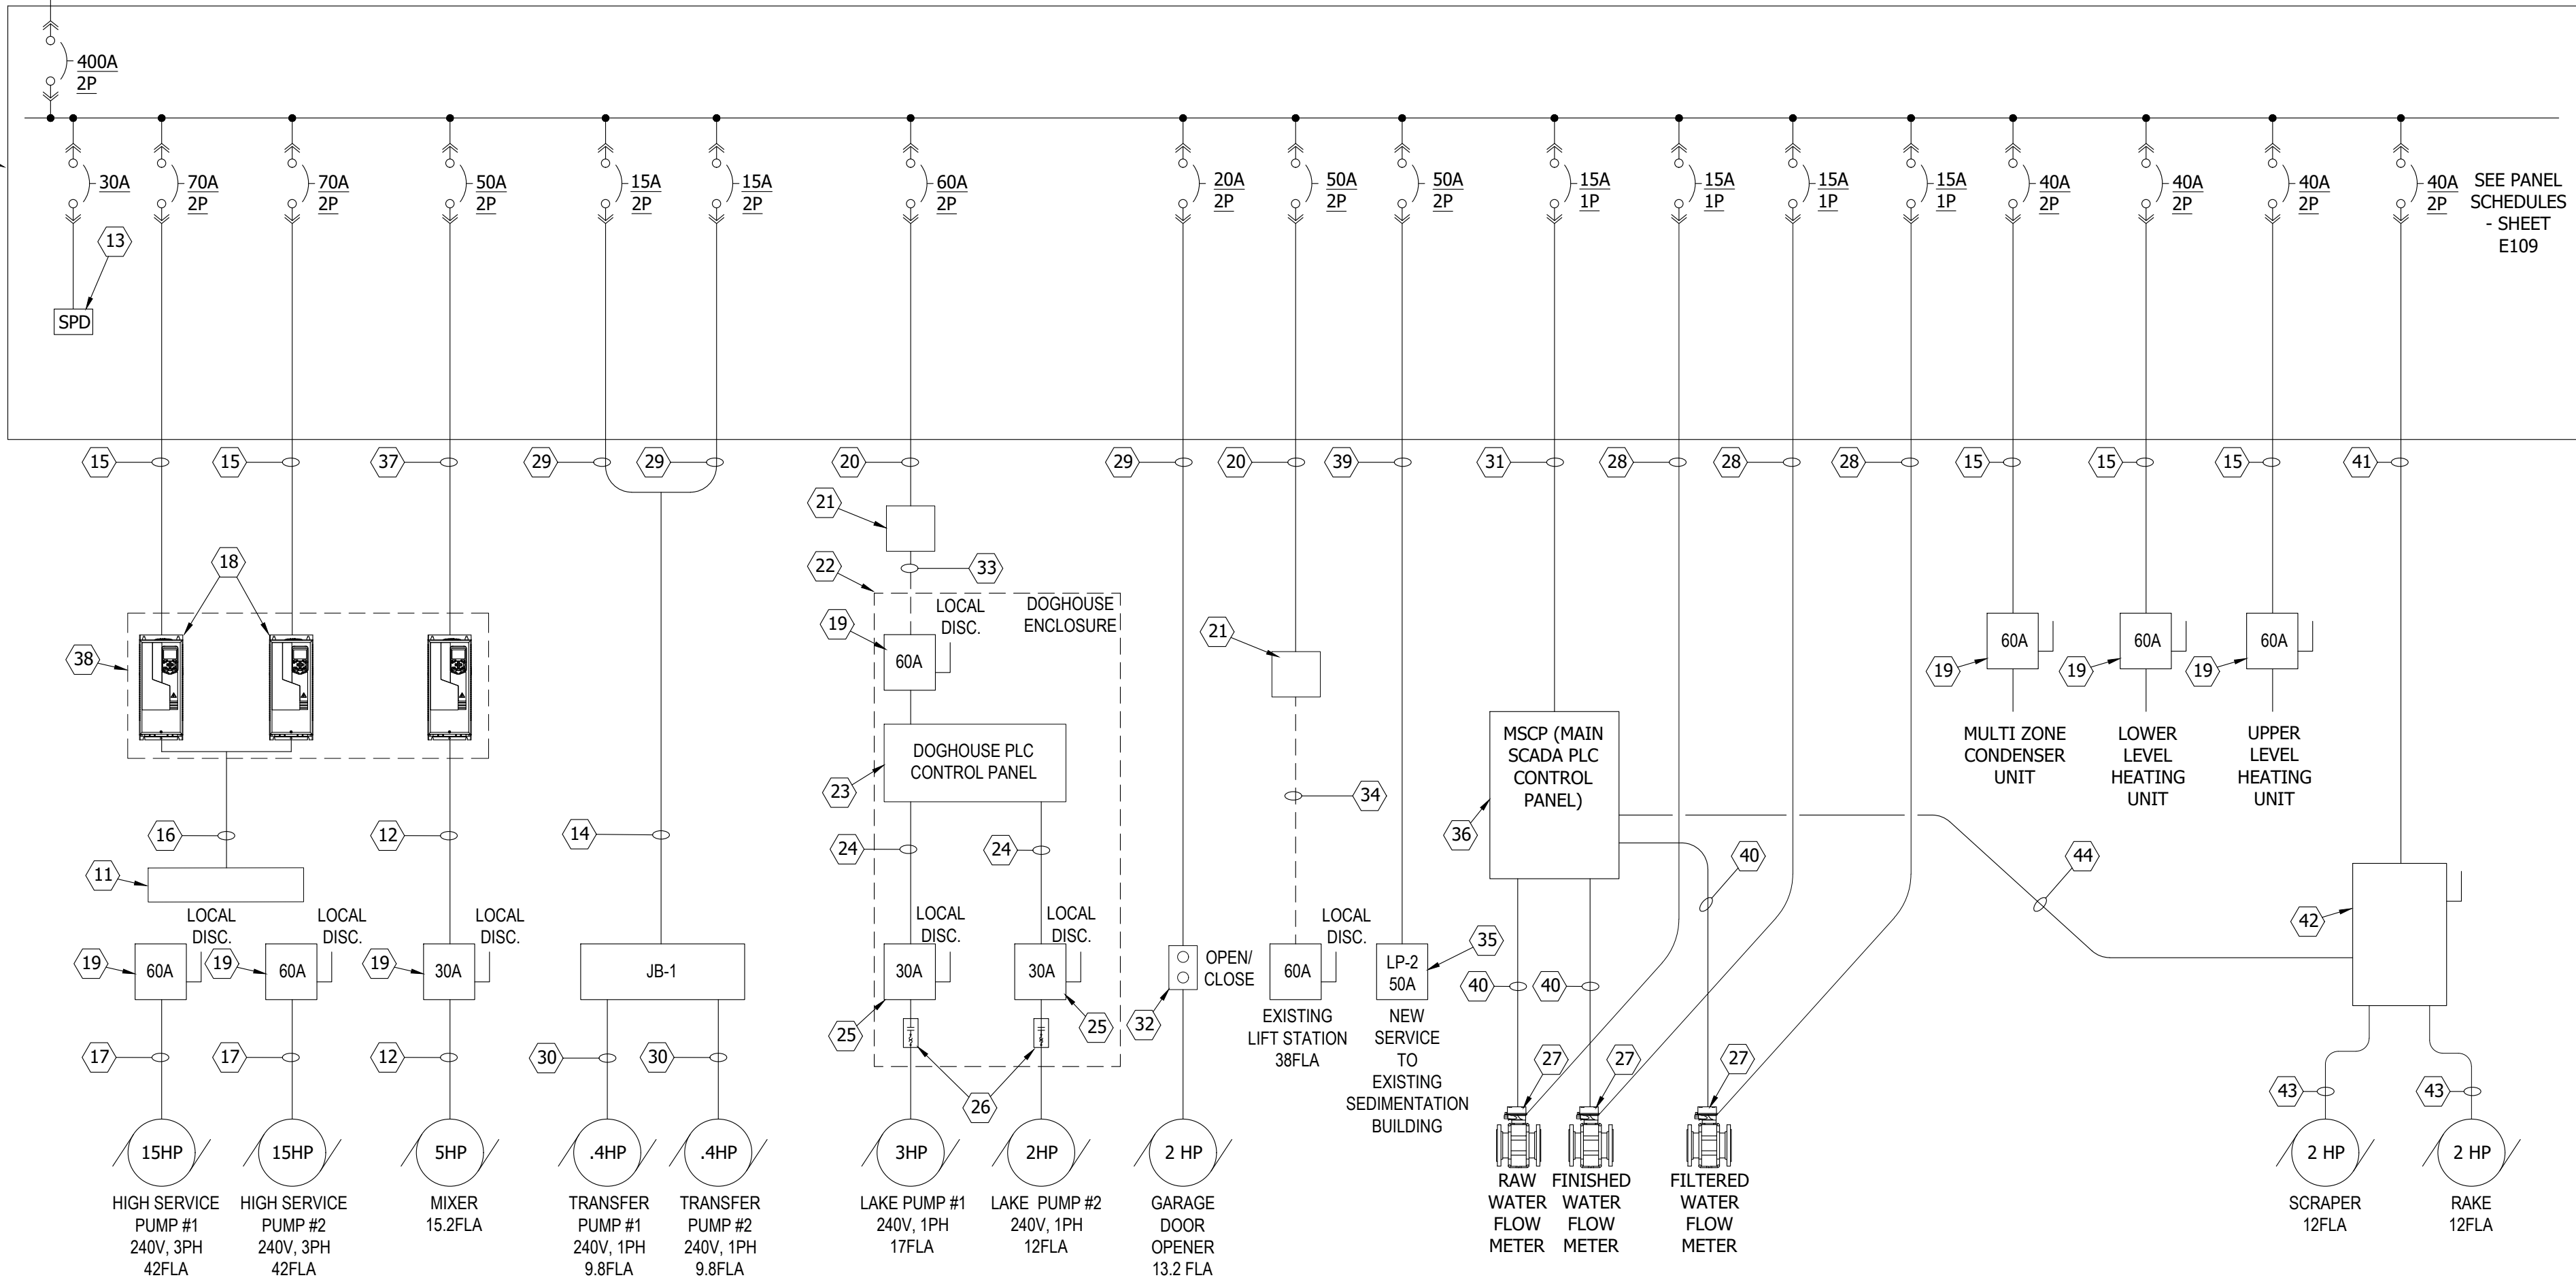 400A
2P
30A
70A
2P
70A
2P
50A
2P
15A
2P
15A
2P
60A
2P
20A
2P
50A
2P
50A
2P
15A
1P
15A
1P
15A
1P
15A
1P
40A
2P
40A
2P
40A
2P
40A
2P
SEE PANEL
SCHEDULES
- SHEET
E109
13
SPD
15
15
37
29
29
20
29
20
39
31
28
28
28
15
15
15
41
21
18
22
33
38
19
LOCAL
DISC.
DOGHOUSE
ENCLOSURE
60A
21
60A
19
60A
19
60A
19
DOGHOUSE PLC
CONTROL PANEL
23
MSCP (MAIN
SCADA PLC
CONTROL
PANEL)
36
MULTI ZONE
CONDENSER
UNIT
LOWER
LEVEL
HEATING
UNIT
UPPER
LEVEL
HEATING
UNIT
34
16
12
14
24
24
40
44
11
42
LOCAL
DISC.
LOCAL
DISC.
LOCAL
DISC.
LOCAL
DISC.
LOCAL
DISC.
LOCAL
DISC.
19
60A
19
60A
19
30A
JB-1
30A
30A
OPEN/
CLOSE
60A
LP-2
50A
35
40
40
25
25
32
EXISTING
LIFT STATION
38FLA
NEW
SERVICE
TO
EXISTING
SEDIMENTATION
BUILDING
17
17
12
30
30
26
27
27
27
43
43
15HP
15HP
5HP
.4HP
.4HP
3HP
2HP
2 HP
2 HP
2 HP
HIGH SERVICE
PUMP #1
240V, 3PH
42FLA
HIGH SERVICE
PUMP #2
240V, 3PH
42FLA
MIXER
15.2FLA
TRANSFER
PUMP #1
240V, 1PH
9.8FLA
TRANSFER
PUMP #2
240V, 1PH
9.8FLA
LAKE PUMP #1
240V, 1PH
17FLA
LAKE PUMP #2
240V, 1PH
12FLA
GARAGE
DOOR
OPENER
13.2 FLA
RAW
WATER
FLOW
METER
FINISHED
WATER
FLOW
METER
FILTERED
WATER
FLOW
METER
SCRAPER
12FLA
RAKE
12FLA